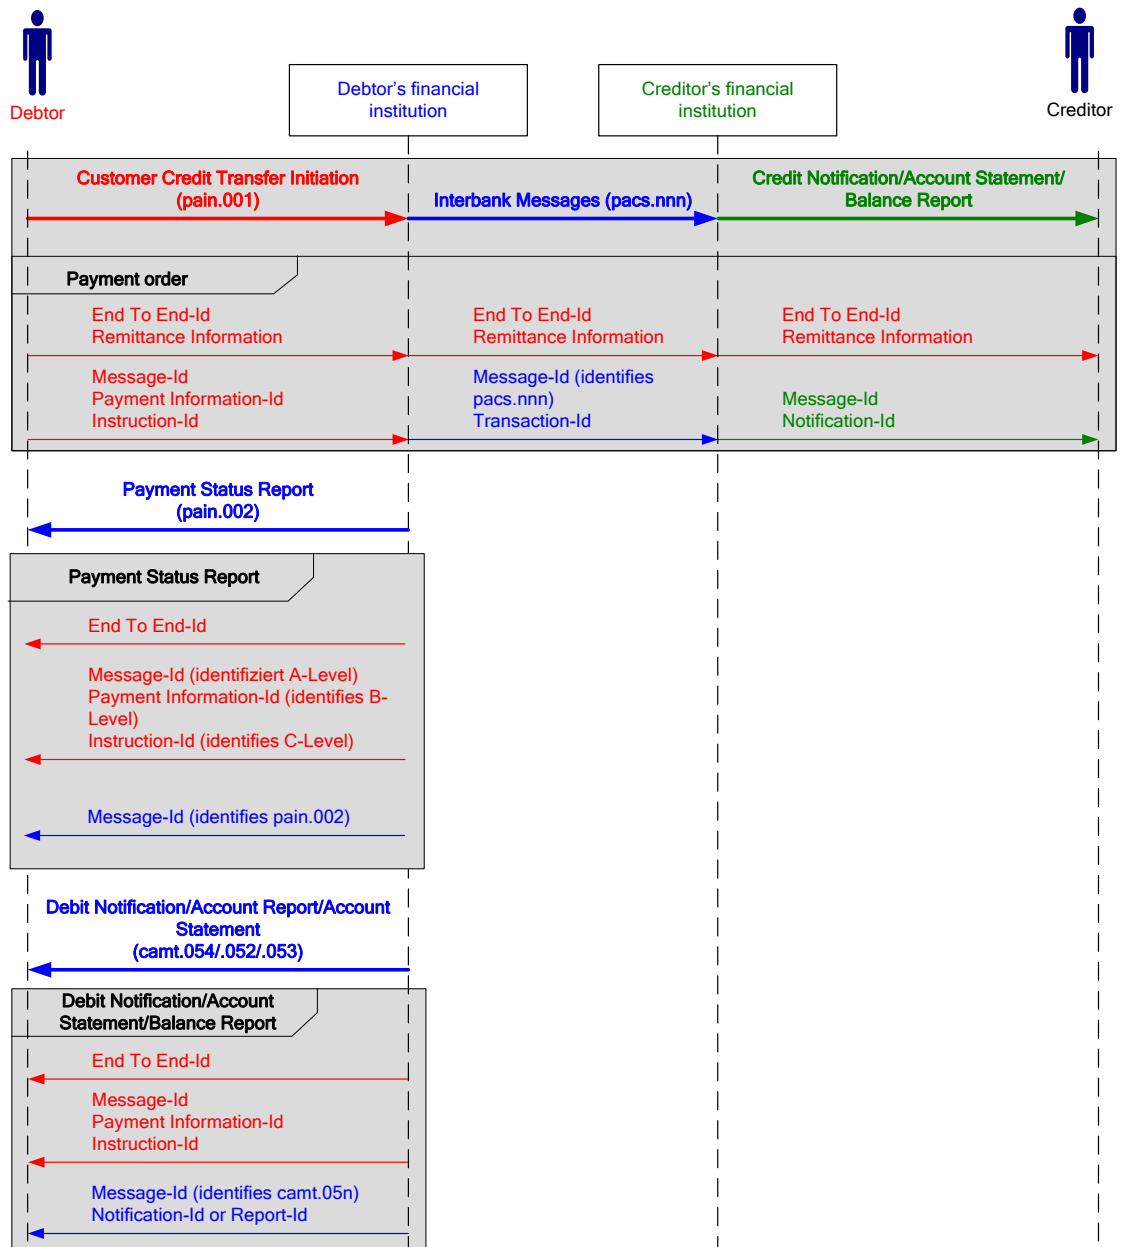 Debtor
Debtor's financial
institution
Creditor's financial
institution
Creditor
Customer Credit Transfer Initiation
(pain.001)
Interbank Messages (pacs.nnn)
Credit Notification/Account Statement/
Balance Report
Payment order
End To End-Id
Remittance Information
End To End-Id
Remittance Information
End To End-Id
Remittance Information
Message-Id
Payment Information-Id
Instruction-Id
Message-Id (identifies
pacs.nnn)
Transaction-Id
Message-Id
Notification-Id
Payment Status Report
(pain.002)
Payment Status Report
End To End-Id
Message-Id (identifiziert A-Level)
Payment Information-Id (identifies B-
Level)
Instruction-Id (identifies C-Level)
Message-Id (identifies pain.002)
Debit Notification/Account Report/Account
Statement
(camt.054/.052/.053)
Debit Notification/Account
Statement/Balance Report
End To End-Id
Message-Id
Payment Information-Id
Instruction-Id
Message-Id (identifies camt.05n)
Notification-Id or Report-Id